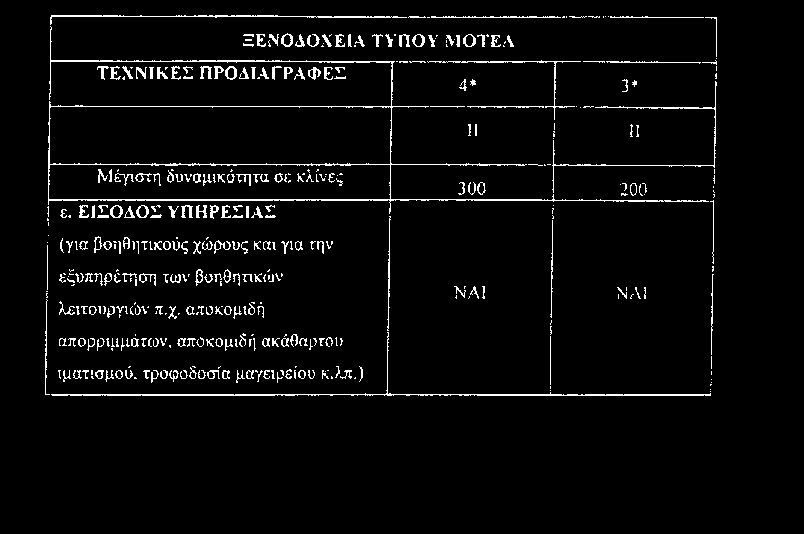 ΞΕΝΟΔΟΧΕΙΑ ΤΥΠΟΥ ΜΟΤΕΛ
ΤΕΧΝΙΚΕΣ ΠΡΟΔΙΑΓΡΑΦΕΣ 4* 3*
Π Π
Μέγιστη δυναμικότητα σε κλίνες 300 200
ε. ΕΙΣΟΔΟΣ ΥΠΗΡΕΣΙΑΣ
(για βοηθητικούς χώρους και για την
εξυπηρέτηση των βοηθητικών
λειτουργιών π.χ. αποκομιδή
απορριμμάτων, αποκομιδή ακάθαρτου
ιματισμού, τροφοδοσία μαγειρείου κ.λπ.)
ΝΑΙ ΝΑΙ